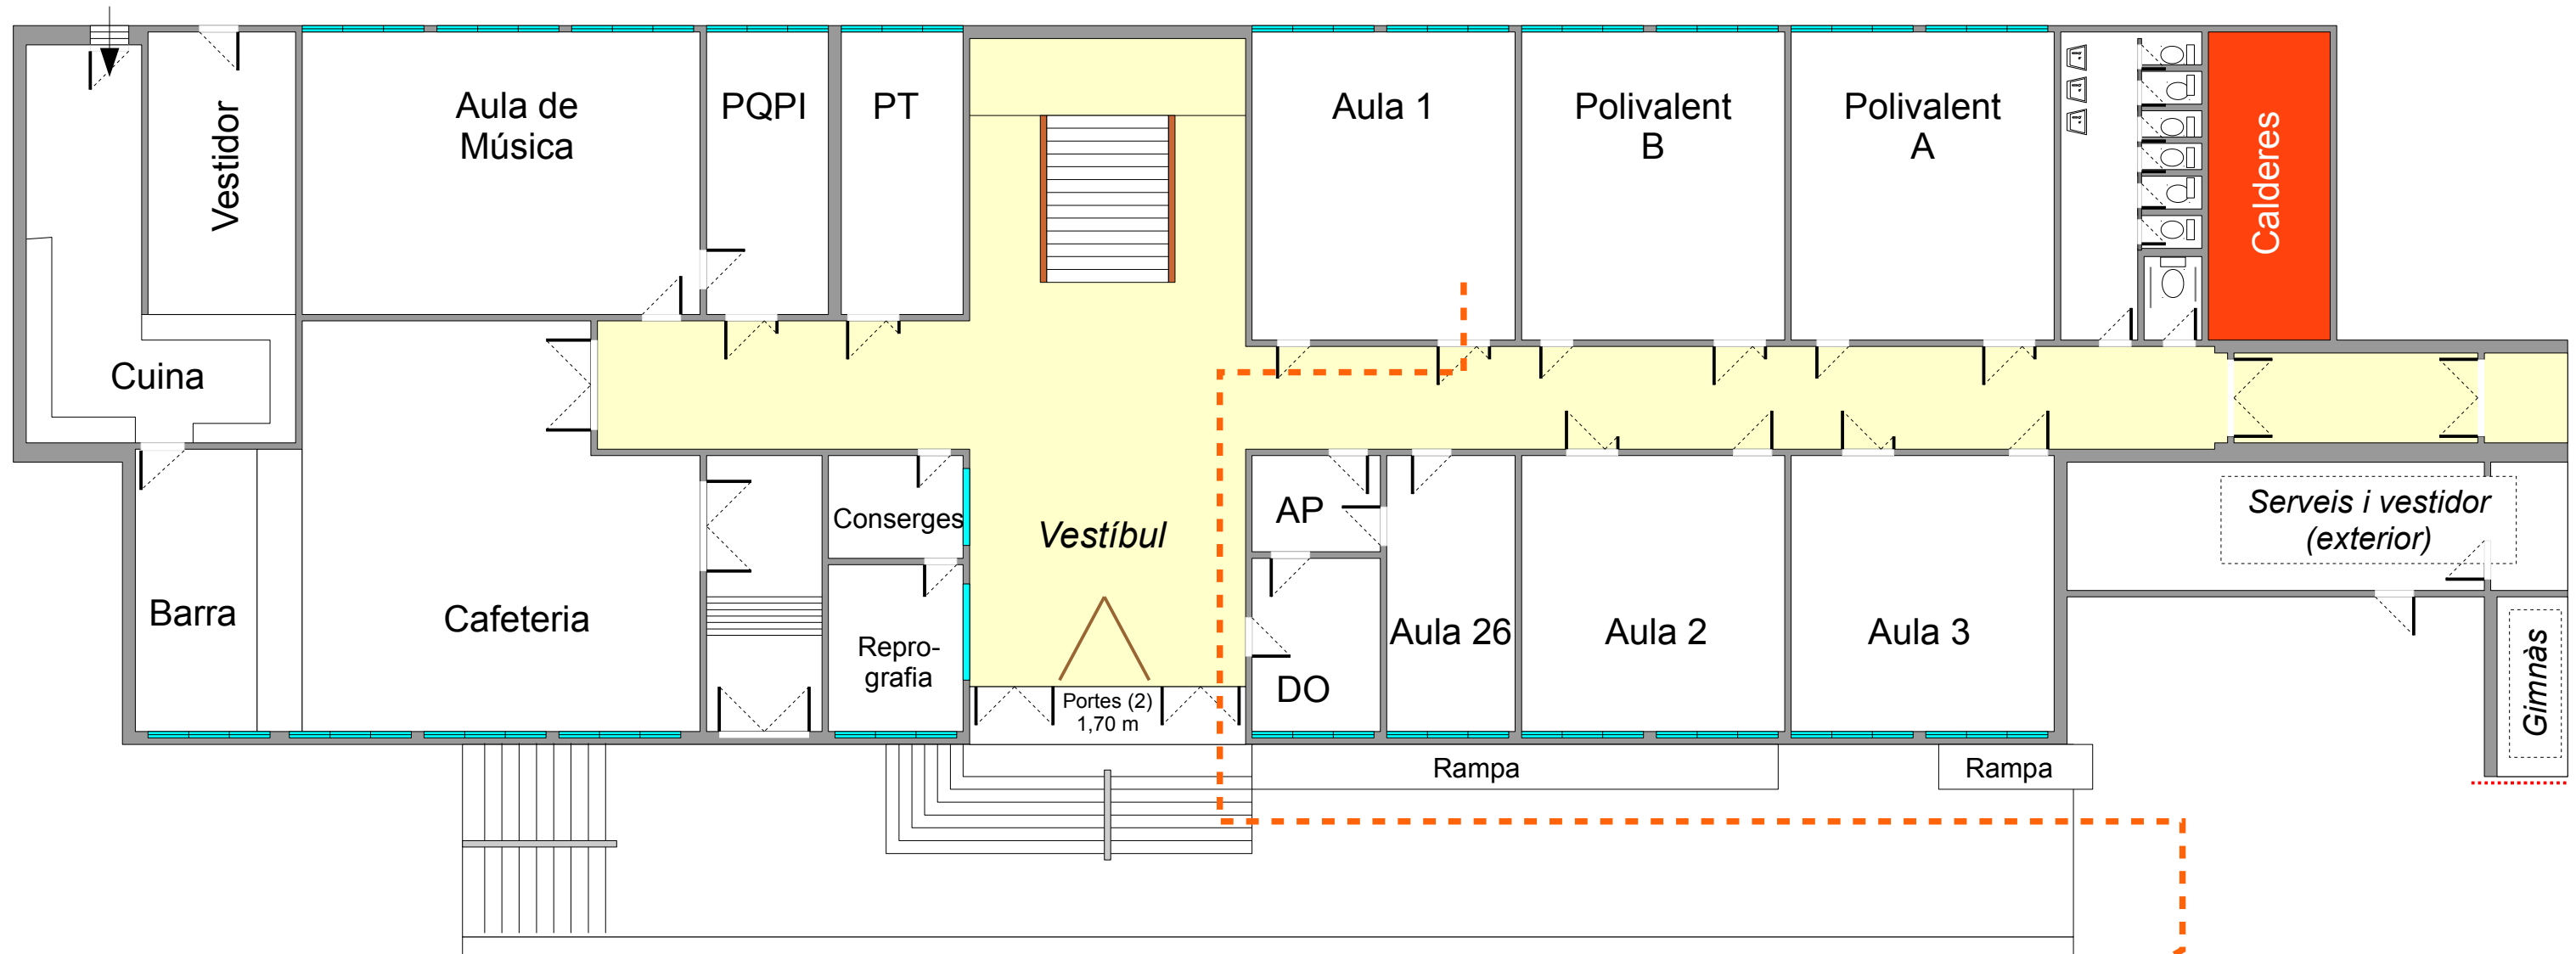 Vestidor
Aula de
Música
PQPI
PT
Aula 1
Polivalent
B
Polivalent
A
Calderes
Cuina
Barra
Cafeteria
Conserges
Repro-
grafia
Vestíbul
Portes (2)
1,70 m
AP
DO
Aula 26
Aula 2
Aula 3
Serveis i vestidor
(exterior)
Gimnàs
Rampa
Rampa